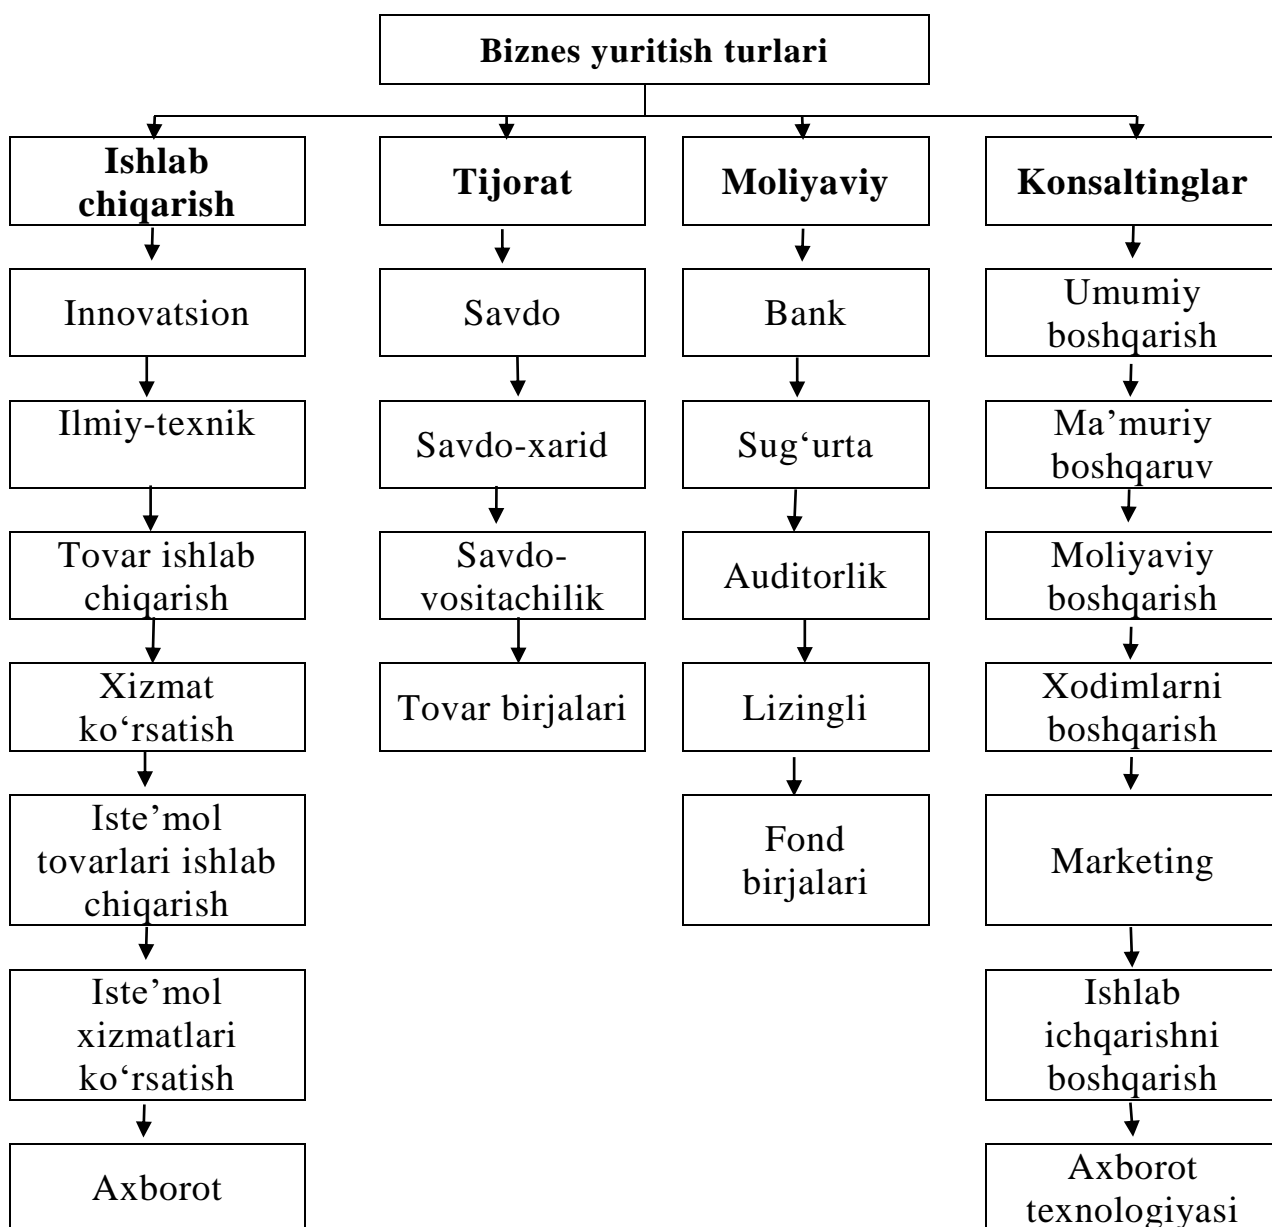 Biznes yuritish turlari
Ishlab
chiqarish
Tijorat
Moliyaviy
Konsaltinglar
Innovatsion
Savdo
Bank
Umumiy
boshqarish
Ilmiy-texnik
Savdo-xarid
Sug‘urta
Ma’muriy
boshqaruv
Tovar ishlab
chiqarish
Savdo-
vositachilik
Auditorlik
Moliyaviy
boshqarish
Xizmat
ko‘rsatish
Tovar birjalari
Lizingli
Xodimlarni
boshqarish
Iste’mol
tovarlari ishlab
chiqarish
Fond
birjalari
Marketing
Iste’mol
xizmatlari
ko‘rsatish
Ishlab
ichqarishni
boshqarish
Axborot
Axborot
texnologiyasi